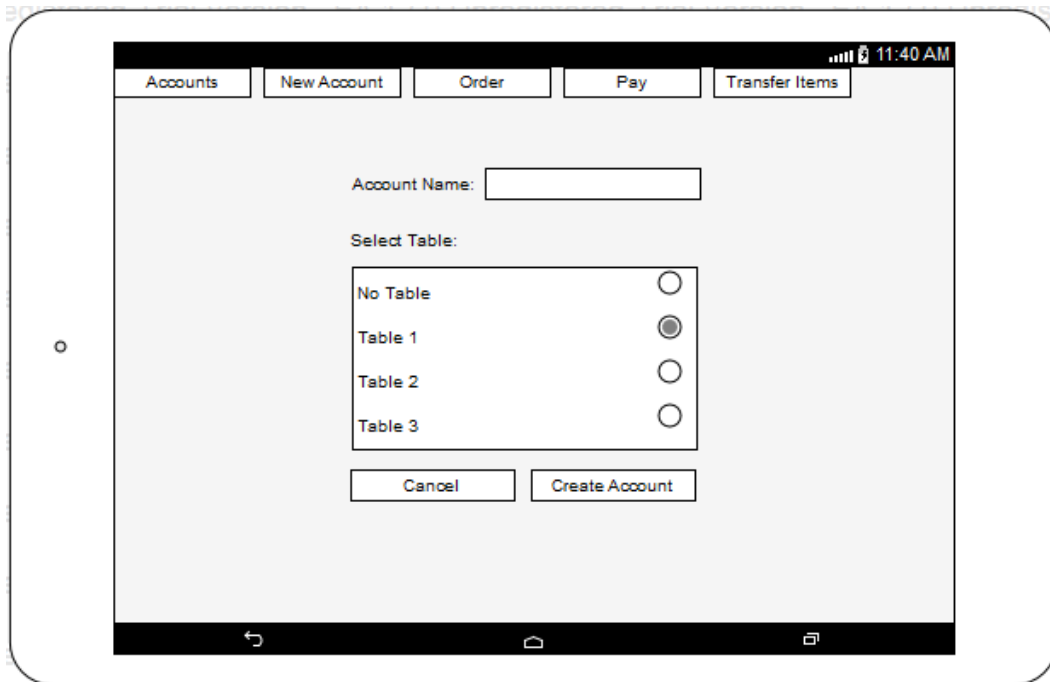 11:40 AM
Accounts New Account Order Pay Transfer Items
Account Name:
Select Table:
No Table
Table 1
Table 2
Table 3
Cancel Create Account